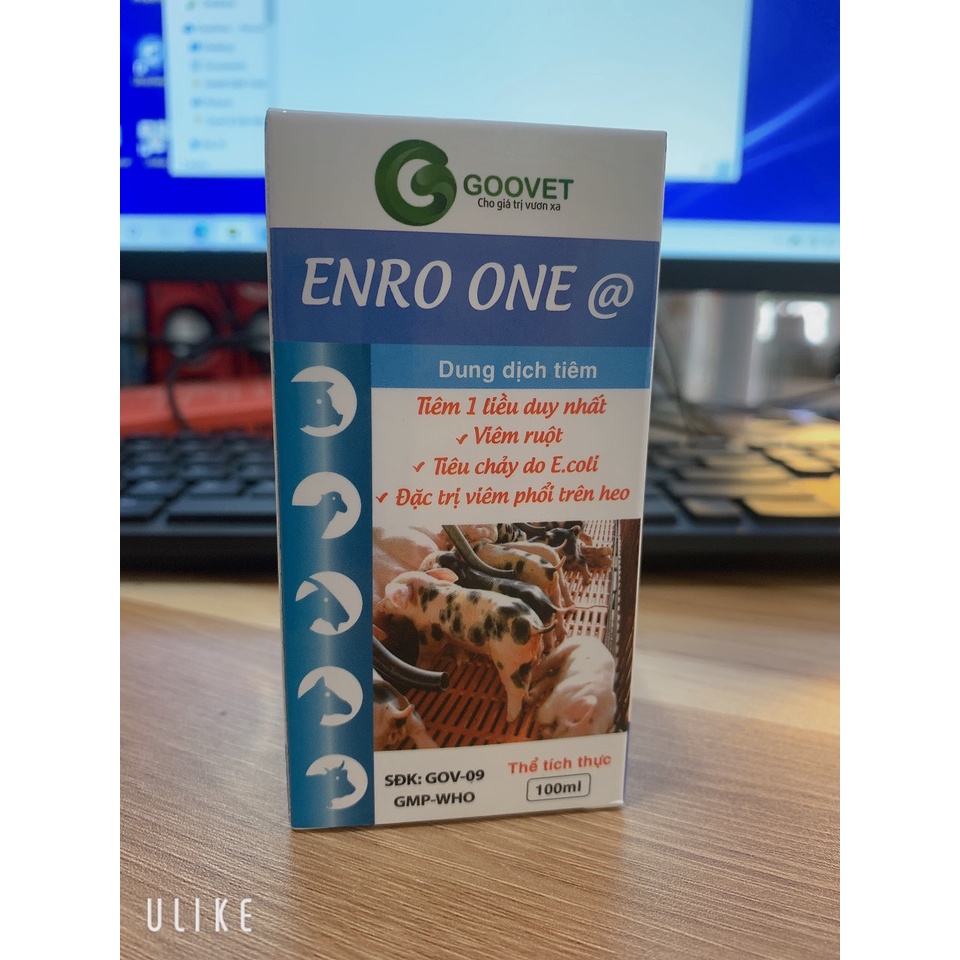 GOOVET
Cho giá trị vươn xa
ENRO ONE @
Dung dịch tiêm
Tiêm 1 liều duy nhất
Viêm ruột
Tiêu chảy do E.coli
Đặc trị viêm phổi trên heo
SĐK: GOV-09
GMP-WHO
Thể tích thực
100ml
ULIKE